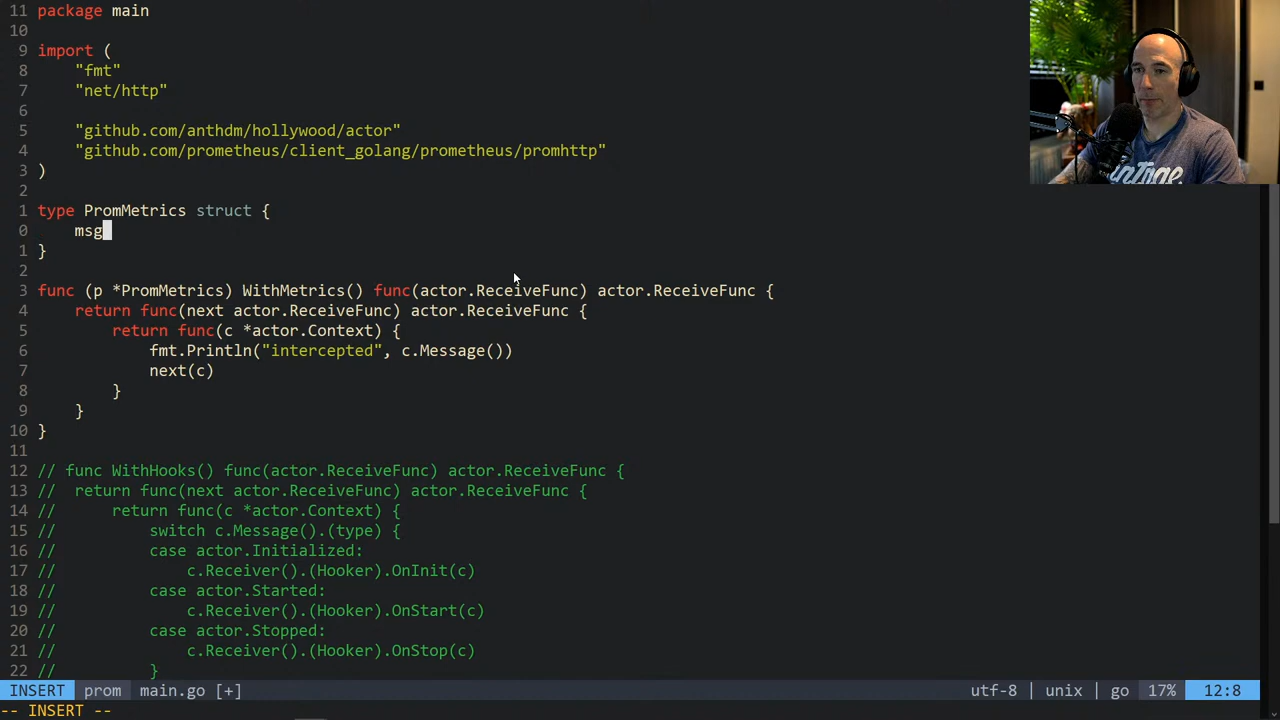 11 package main
10
9 import (
8 "fmt"
7 "net/http"
6
5 "github.com/anthdm/hollywood/actor"
4 "github.com/prometheus/client_golang/prometheus/promhttp"
3 )
2
1 type PromMetrics struct {
0 msg
1 }
2
3 func (p *PromMetrics) WithMetrics() func(actor.ReceiveFunc) actor.ReceiveFunc {
4 return func(next actor.ReceiveFunc) actor.ReceiveFunc {
5 return func(c *actor.Context) {
6 fmt.Println("intercepted", c.Message())
7 next(c)
8 }
9 }
10 }
11
12 // func WithHooks() func(actor.ReceiveFunc) actor.ReceiveFunc {
13 // return func(next actor.ReceiveFunc) actor.ReceiveFunc {
14 // return func(c *actor.Context) {
15 // switch c.Message().(type) {
16 // case actor.Initialized:
17 // c.Receiver().(Hooker).OnInit(c)
18 // case actor.Started:
19 // c.Receiver().(Hooker).OnStart(c)
20 // case actor.Stopped:
21 // c.Receiver().(Hooker).OnStop(c)
22 // }
INSERT prom main.go [+] utf-8 | unix | go 17% 12:8
-- INSERT --